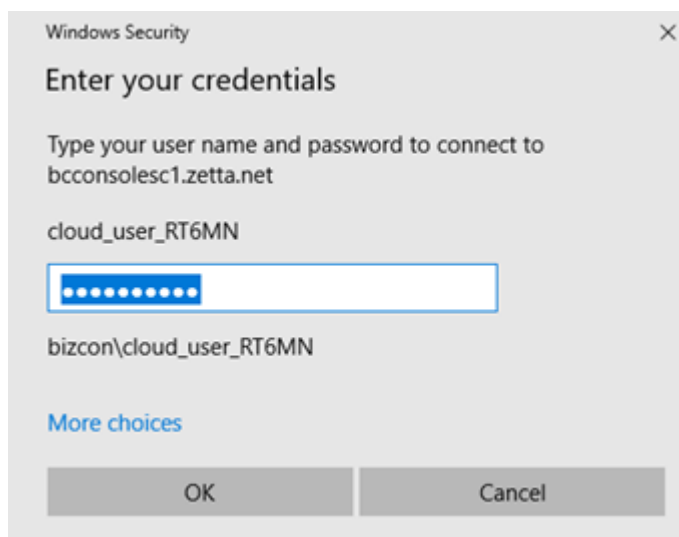 Windows Security
Enter your credentials
Type your user name and password to connect to
bcconsolesc1.zetta.net
cloud_user_RT6MN
••••••••••
bizcon\cloud_user_RT6MN
More choices
OK
Cancel